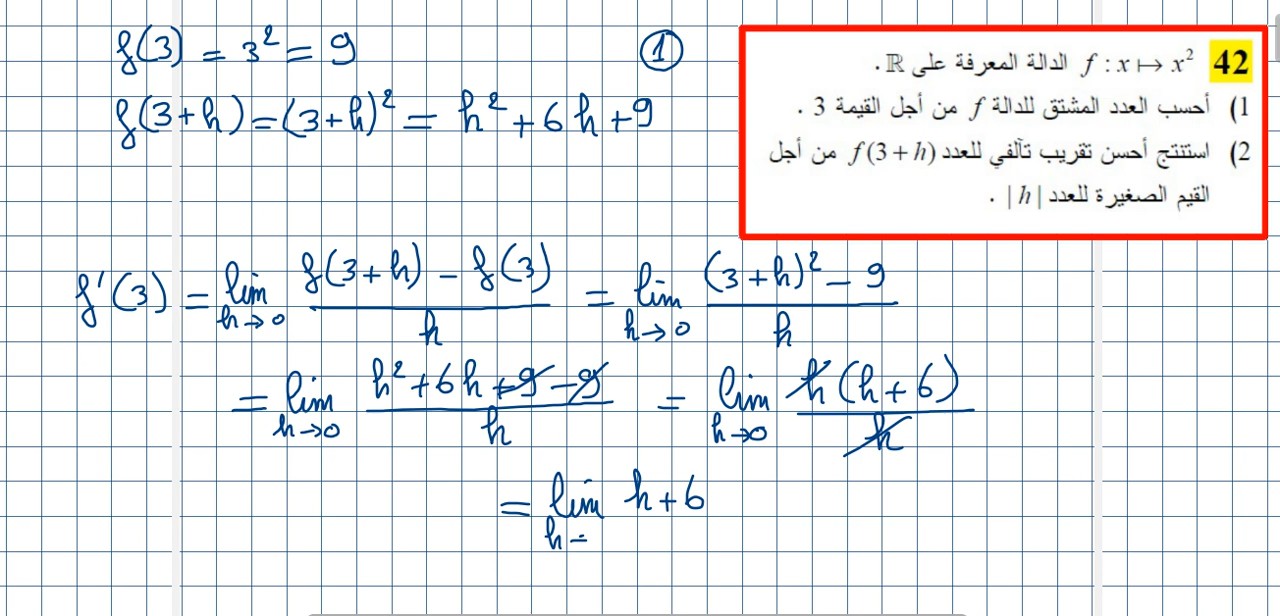 f(3) = 3² = 9
①
f(3+h) = (3+h)² = h² + 6h + 9
42 f : x ↦ x² الدالة المعرفة على ℝ .
1) أحسب العدد المشتق للدالة f من أجل القيمة 3 .
2) استنتج أحسن تقريب تآلفي للعدد f(3+h) من أجل
القيم الصغيرة للعدد |h| .
f'(3) = lim h→0 (f(3+h) − f(3))/h = lim h→0 ((3+h)² − 9)/h
= lim h→0 (h² + 6h + 9 − 9)/h = lim h→0 h(h+6)/h
= lim h− h+6